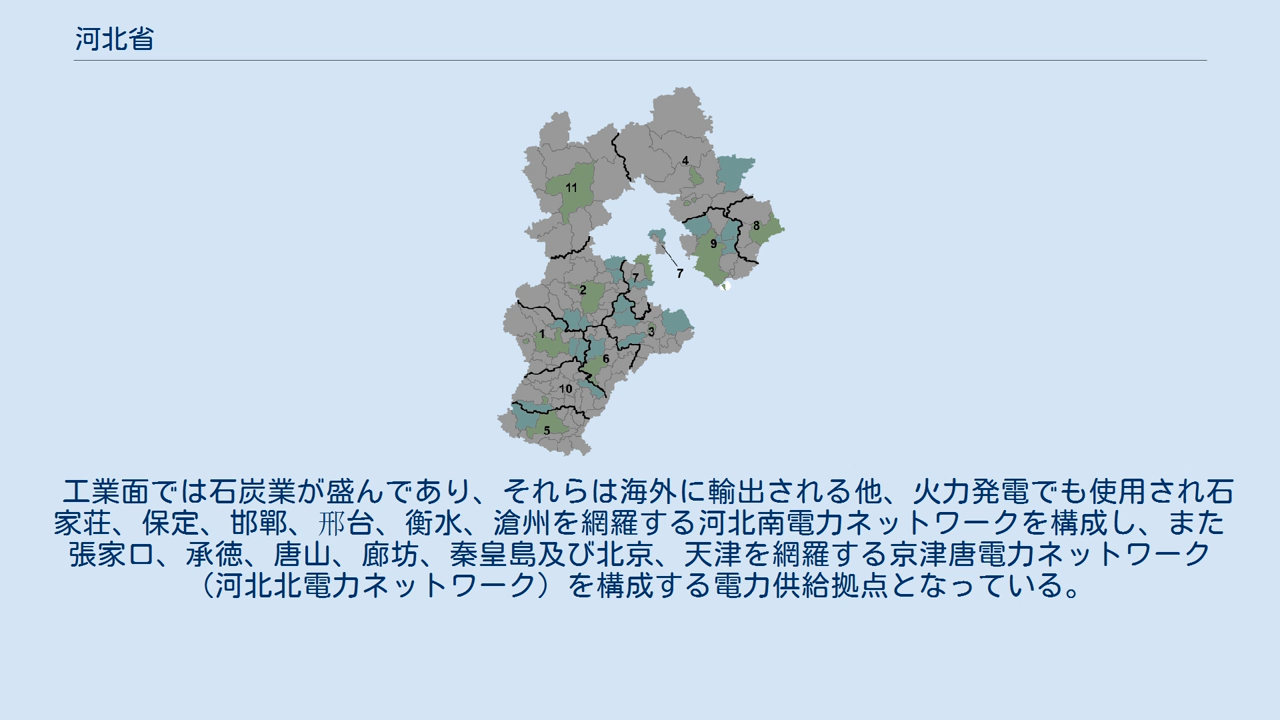 河北省
4
11
8
9
7
7
2
1
3
6
10
5
工業面では石炭業が盛んであり、それらは海外に輸出される他、火力発電でも使用され石
家荘、保定、邯鄲、邢台、衡水、滄州を網羅する河北南電力ネットワークを構成し、また
張家口、承徳、唐山、廊坊、秦皇島及び北京、天津を網羅する京津唐電力ネットワーク
（河北北電力ネットワーク）を構成する電力供給拠点となっている。